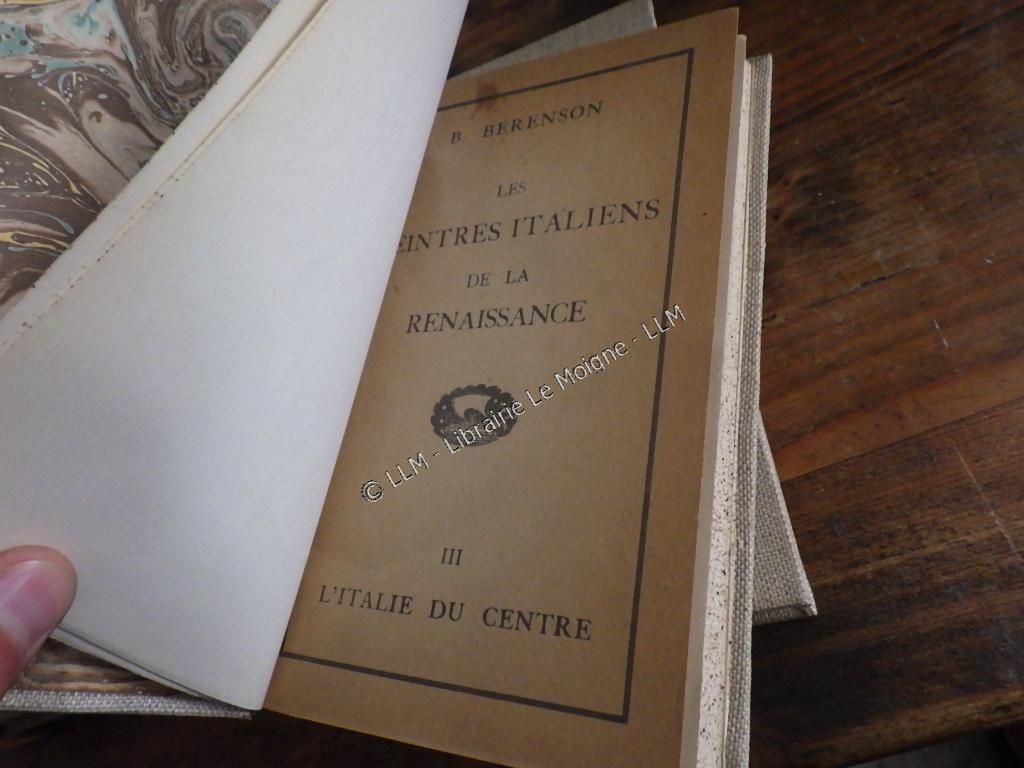 B. BERENSON
LES
EINTRES ITALIENS
DE LA
RENAISSANCE
© LLM - Librairie Le Moigne - LLM
III
L'ITALIE DU CENTRE